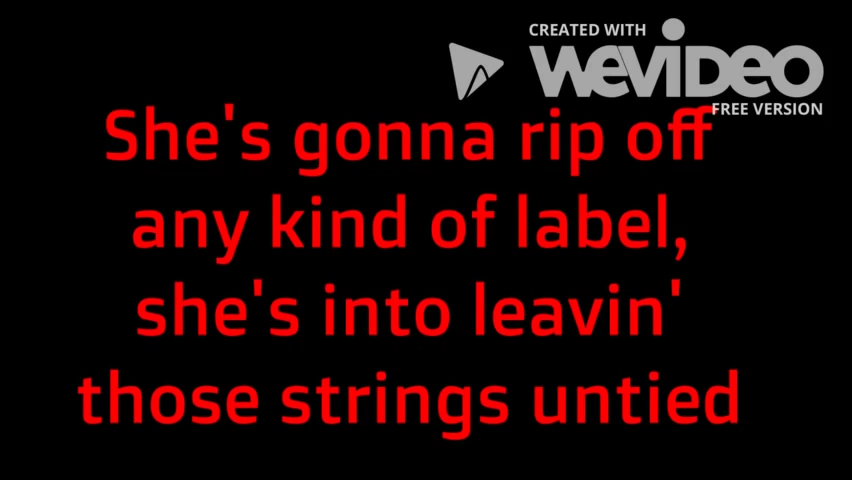 CREATED WITH
WEVIDEO
FREE VERSION
She's gonna rip off
any kind of label,
she's into leavin'
those strings untied